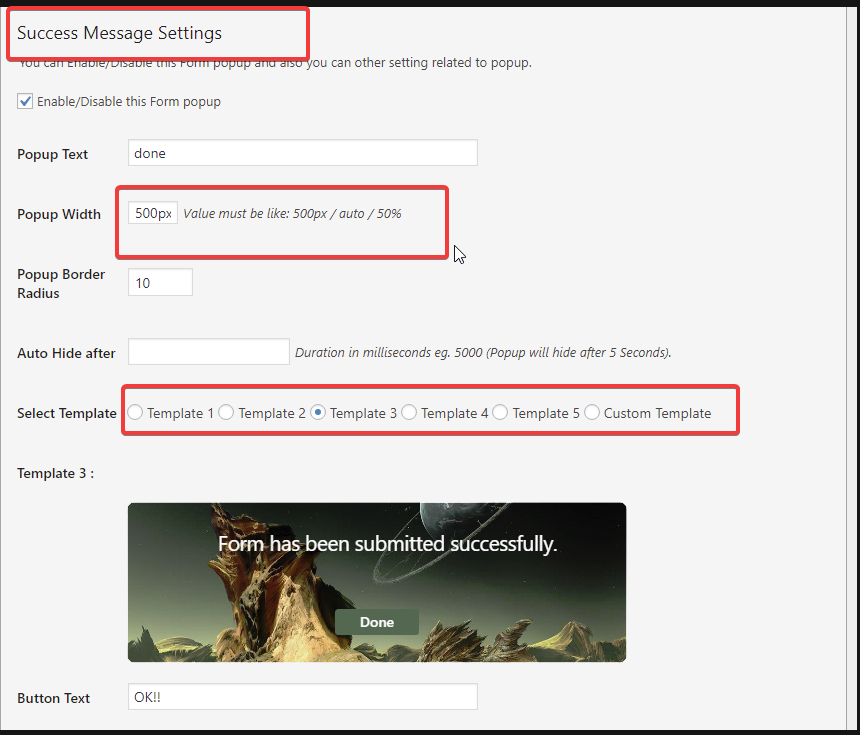 Success Message Settings
You can Enable/Disable this Form popup and also you can other setting related to popup.
Enable/Disable this Form popup
Popup Text
done
Popup Width
500px
Value must be like: 500px / auto / 50%
Popup Border
Radius
10
Auto Hide after
Duration in milliseconds eg. 5000 (Popup will hide after 5 Seconds).
Select Template
Template 1
Template 2
Template 3
Template 4
Template 5
Custom Template
Template 3 :
Form has been submitted successfully.
Done
Button Text
OK!!